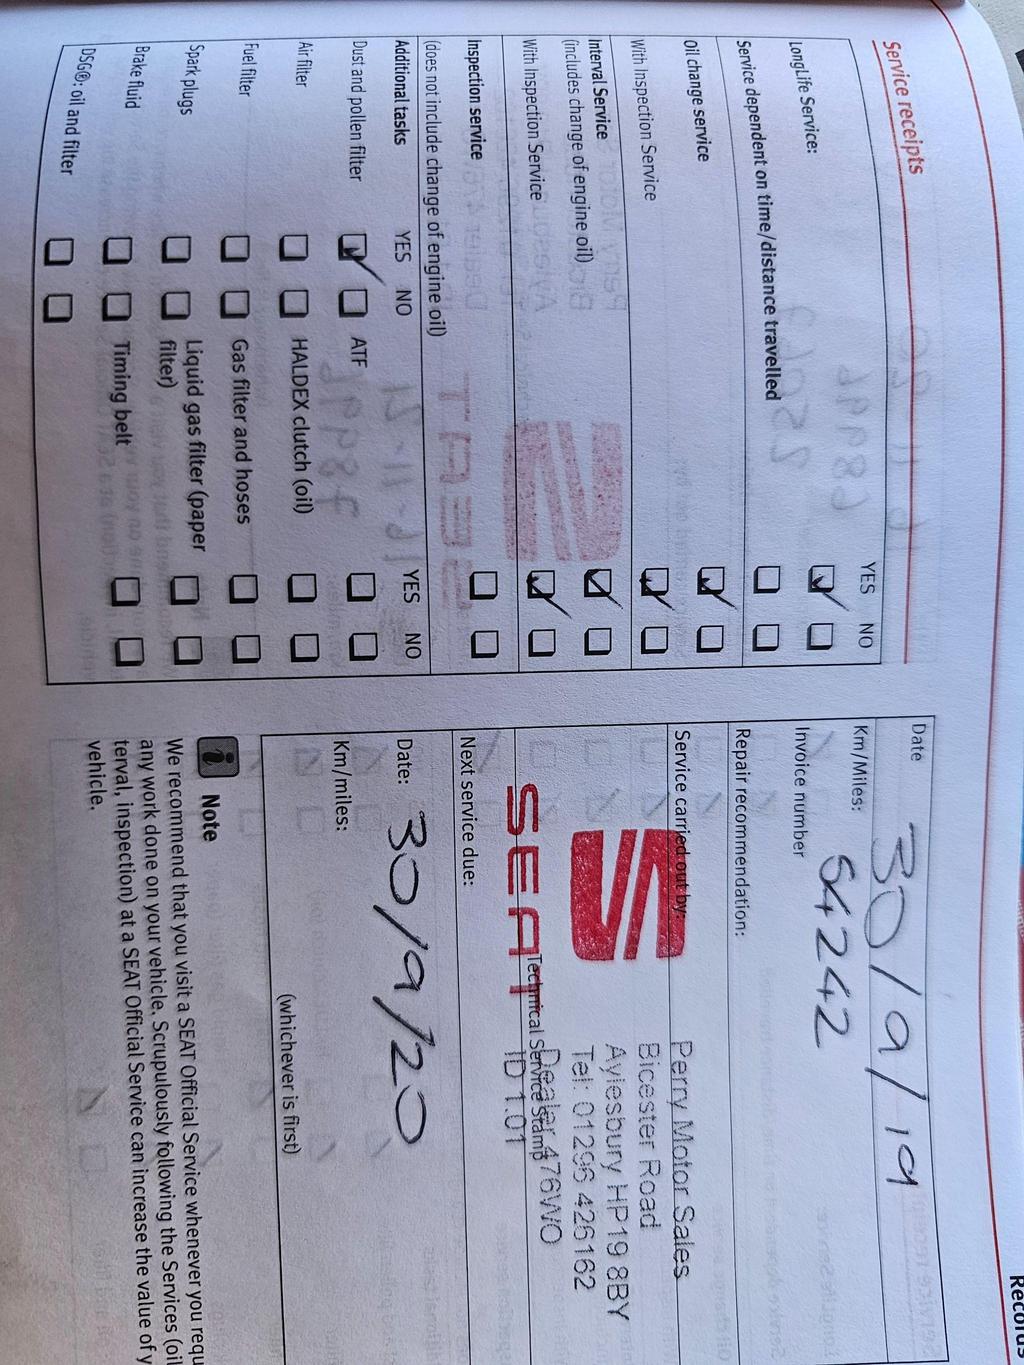 Records
Service receipts
YES NO
LongLife Service:
Service dependent on time/distance travelled
Oil change service
With Inspection Service
Interval Service
(includes change of engine oil)
With Inspection Service
Inspection service
(does not include change of engine oil)
Additional tasks YES NO YES NO
Dust and pollen filter ATF
Air filter HALDEX clutch (oil)
Fuel filter Gas filter and hoses
Spark plugs Liquid gas filter (paper
filter)
Brake fluid Timing belt
DSG®: oil and filter
Date 30/9/19
Km/Miles: 54242
Invoice number
Repair recommendation:
Service carried out by:
Perry Motor Sales
Bicester Road
Aylesbury HP19 8BY
Tel: 01296 426162
Dealer 476WO
ID 1.01
SEAT
Technical Service Stamp
Next service due:
Date: 30/9/20
Km/miles:
(whichever is first)
i Note
We recommend that you visit a SEAT Official Service whenever you requ
any work done on your vehicle. Scrupulously following the Services (oil
terval, inspection) at a SEAT Official Service can increase the value of y
vehicle.